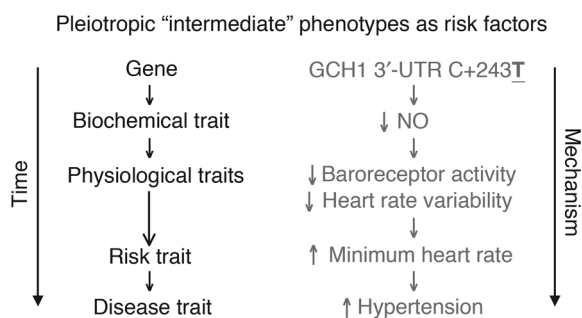 Pleiotropic “intermediate” phenotypes as risk factors
Gene
Biochemical trait
Physiological traits
Risk trait
Disease trait
Time
GCH1 3′-UTR C+243T
↓ NO
↓ Baroreceptor activity
↓ Heart rate variability
↑ Minimum heart rate
↑ Hypertension
Mechanism